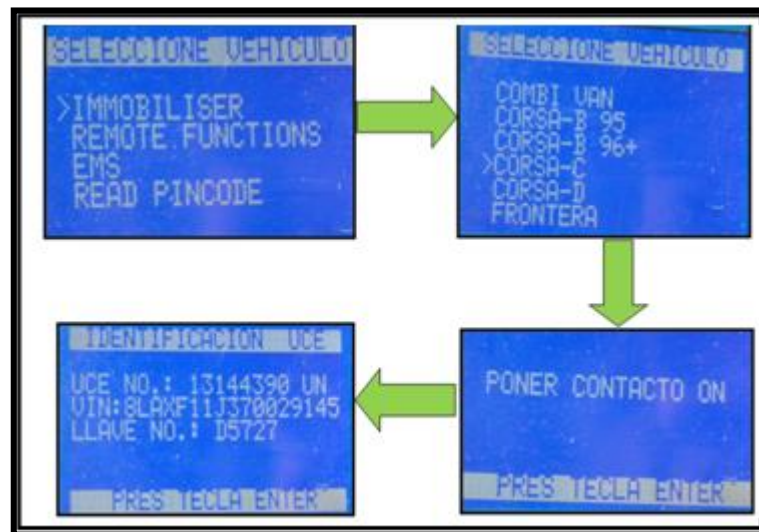 SELECCIONE VEHICULO
>IMMOBILISER
REMOTE FUNCTIONS
EMS
READ PINCODE
SELECCIONE VEHICULO
COMBI VAN
CORSA-B 95
CORSA-B 96+
>CORSA-C
CORSA-D
FRONTERA
PONER CONTACTO ON
PRES TECLA ENTER
IDENTIFICACION UCE
UCE NO.: 13144390 UN
VIN:8LAXF11J370029145
LLAVE NO.: D5727
PRES TECLA ENTER